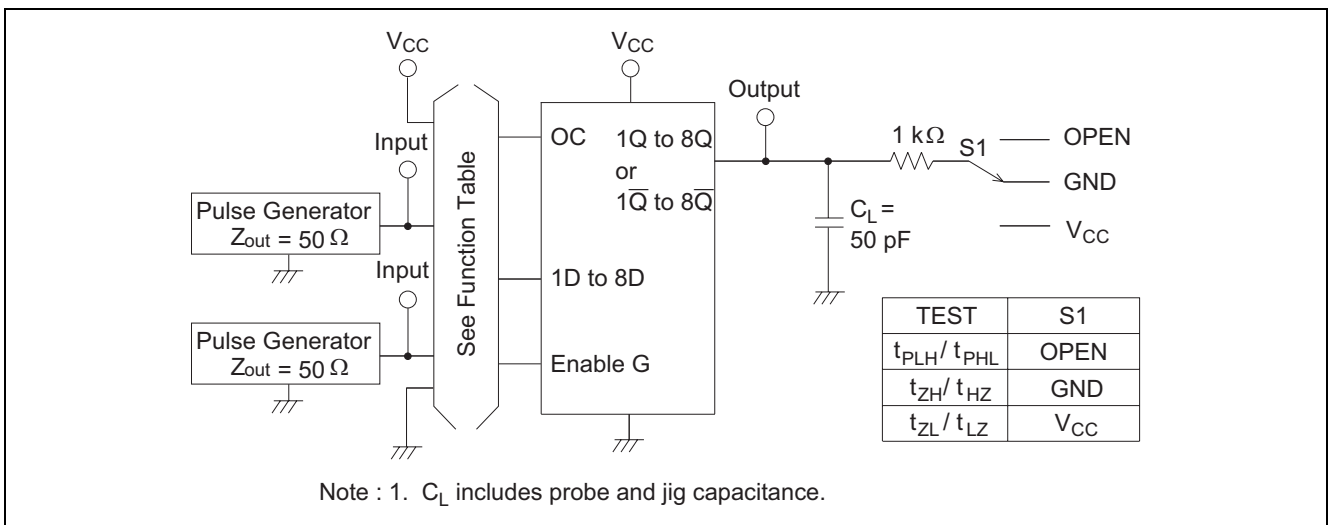 VCC
VCC
Output
Input
See Function Table
OC
1Q to 8Q
or
1Q̅ to 8Q̅
1 kΩ
S1
OPEN
GND
VCC
Pulse Generator
Zout = 50 Ω
CL =
50 pF
Input
1D to 8D
Pulse Generator
Zout = 50 Ω
Enable G
TEST S1
tPLH / tPHL OPEN
tZH / tHZ GND
tZL / tLZ VCC
Note : 1. CL includes probe and jig capacitance.